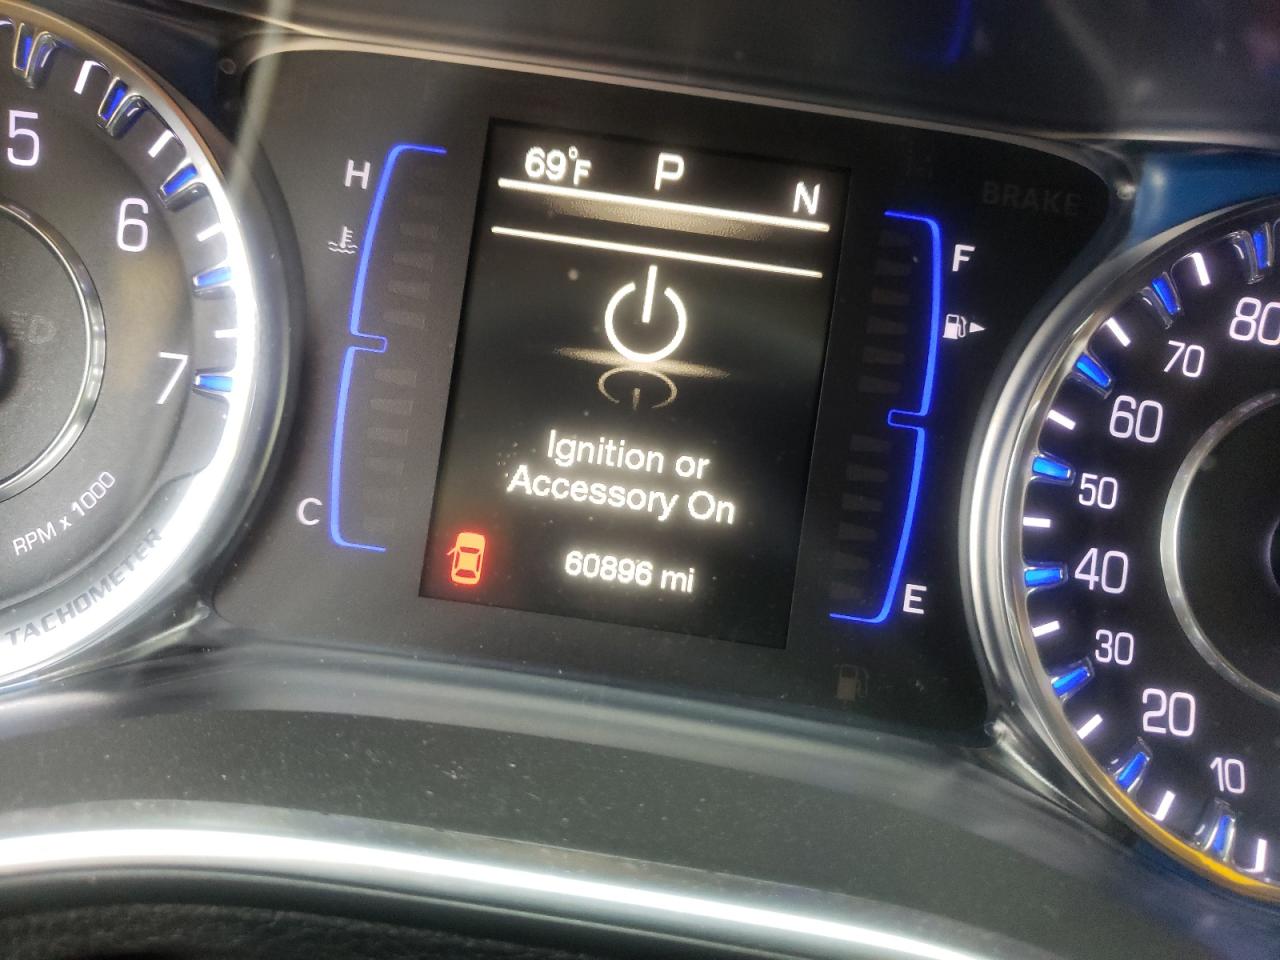 5
6
7
RPM x 1000
TACHOMETER
H
C
69°F P N
Ignition or
Accessory On
60896 mi
BRAKE
F
E
80
70
60
50
40
30
20
10